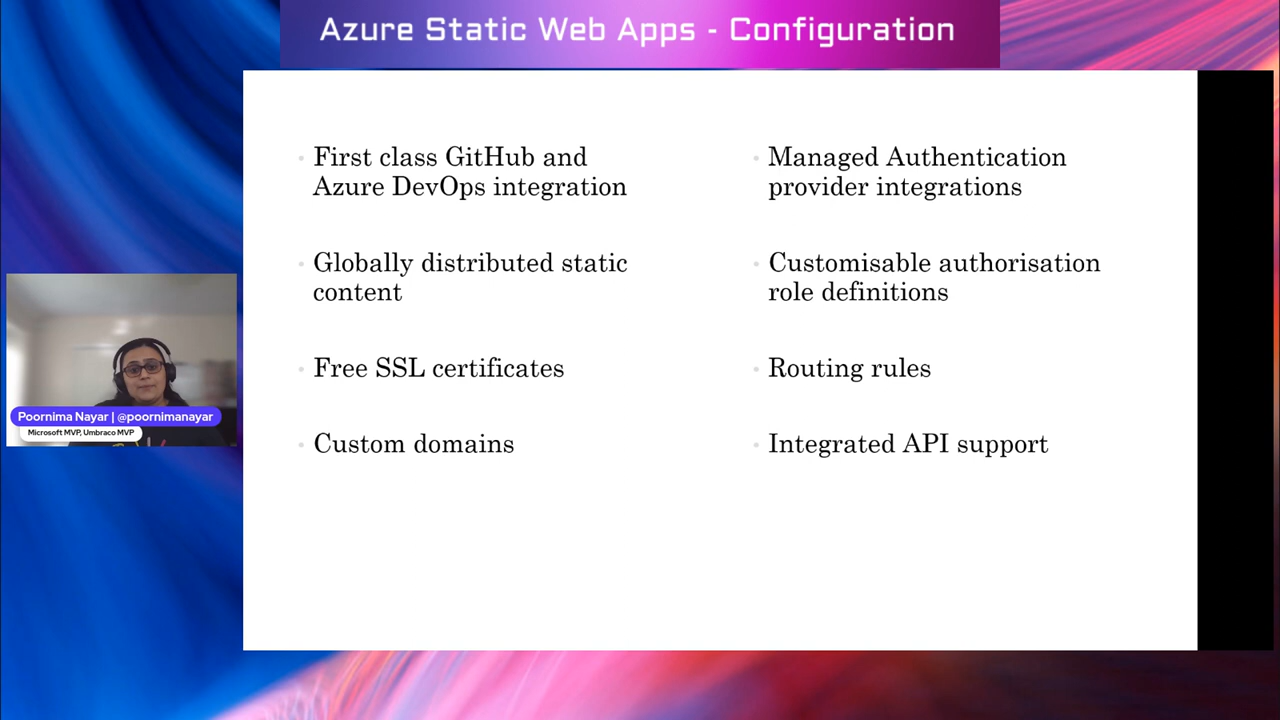 Azure Static Web Apps - Configuration
First class GitHub and
Azure DevOps integration
Globally distributed static
content
Free SSL certificates
Custom domains
Managed Authentication
provider integrations
Customisable authorisation
role definitions
Routing rules
Integrated API support
Poornima Nayar | @poornimanayar
Microsoft MVP, Umbraco MVP